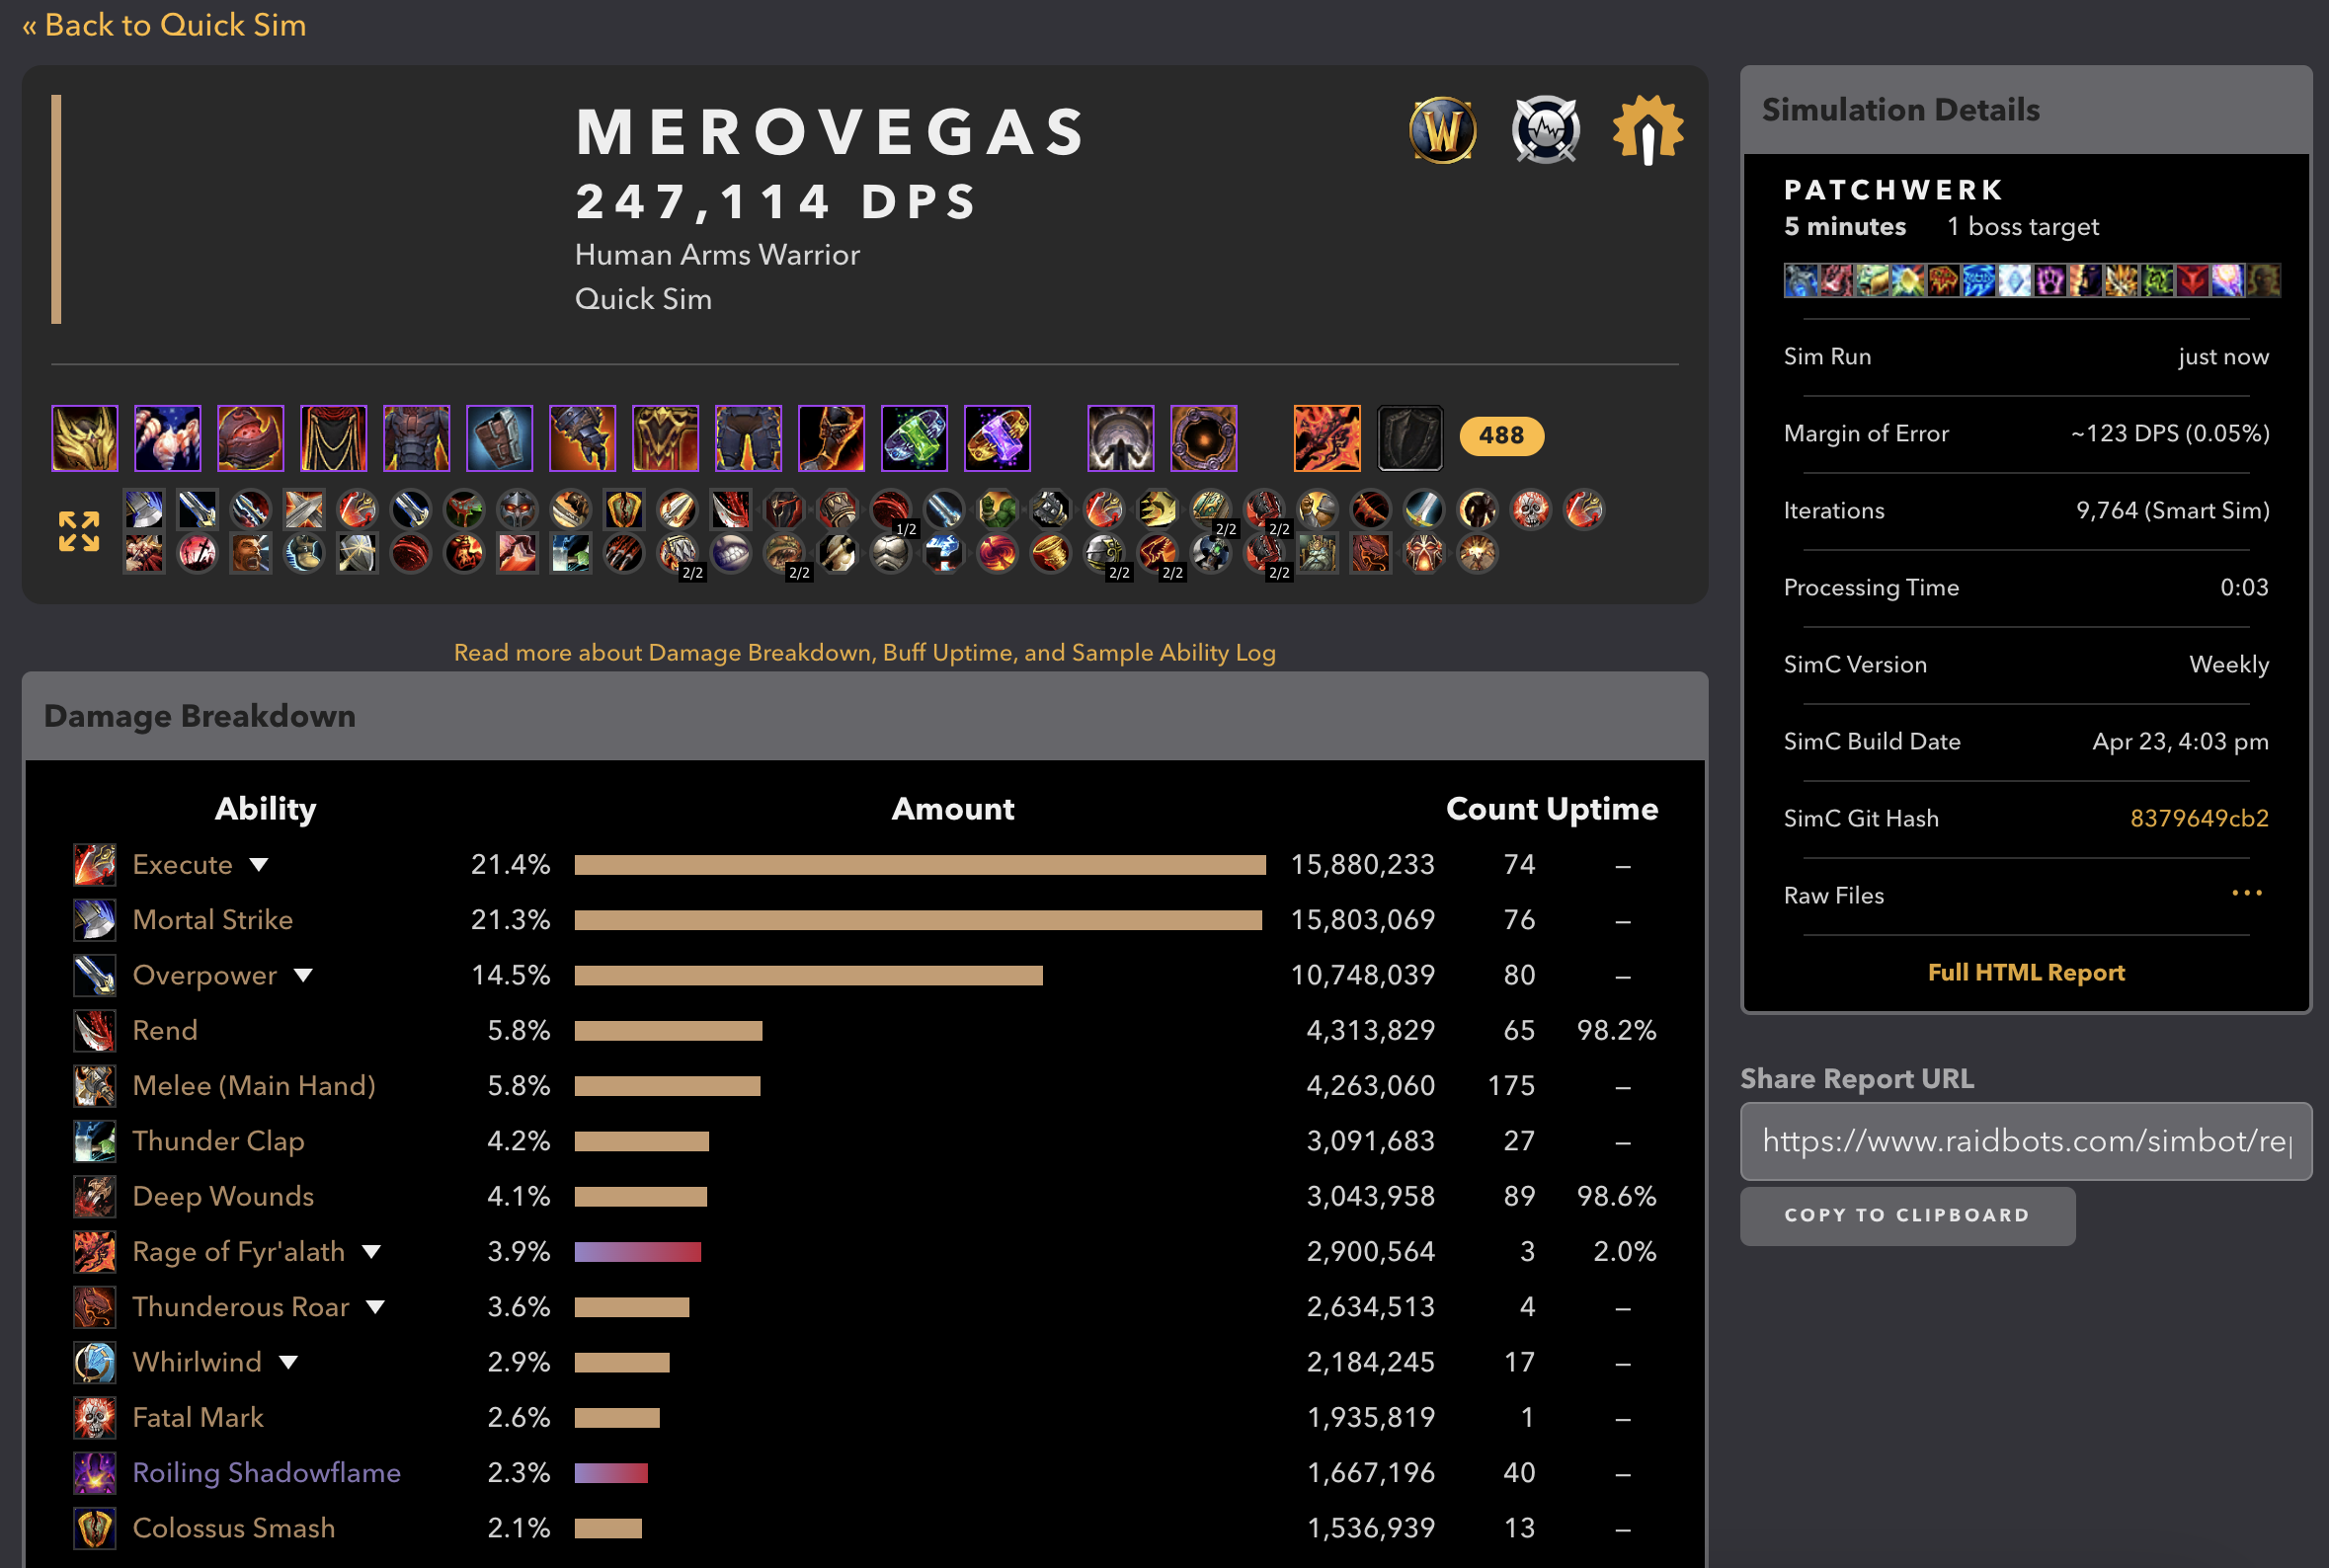 « Back to Quick Sim
MEROVEGAS
247,114 DPS
Human Arms Warrior
Quick Sim
488
1/2 2/2 2/2
2/2 2/2 2/2 2/2 2/2
Read more about Damage Breakdown, Buff Uptime, and Sample Ability Log
Damage Breakdown
Ability Amount Count Uptime
Execute ▼ 21.4% 15,880,233 74 –
Mortal Strike 21.3% 15,803,069 76 –
Overpower ▼ 14.5% 10,748,039 80 –
Rend 5.8% 4,313,829 65 98.2%
Melee (Main Hand) 5.8% 4,263,060 175 –
Thunder Clap 4.2% 3,091,683 27 –
Deep Wounds 4.1% 3,043,958 89 98.6%
Rage of Fyr'alath ▼ 3.9% 2,900,564 3 2.0%
Thunderous Roar ▼ 3.6% 2,634,513 4 –
Whirlwind ▼ 2.9% 2,184,245 17 –
Fatal Mark 2.6% 1,935,819 1 –
Roiling Shadowflame 2.3% 1,667,196 40 –
Colossus Smash 2.1% 1,536,939 13 –
Simulation Details
PATCHWERK
5 minutes 1 boss target
Sim Run just now
Margin of Error ~123 DPS (0.05%)
Iterations 9,764 (Smart Sim)
Processing Time 0:03
SimC Version Weekly
SimC Build Date Apr 23, 4:03 pm
SimC Git Hash 8379649cb2
Raw Files •••
Full HTML Report
Share Report URL
https://www.raidbots.com/simbot/re
COPY TO CLIPBOARD